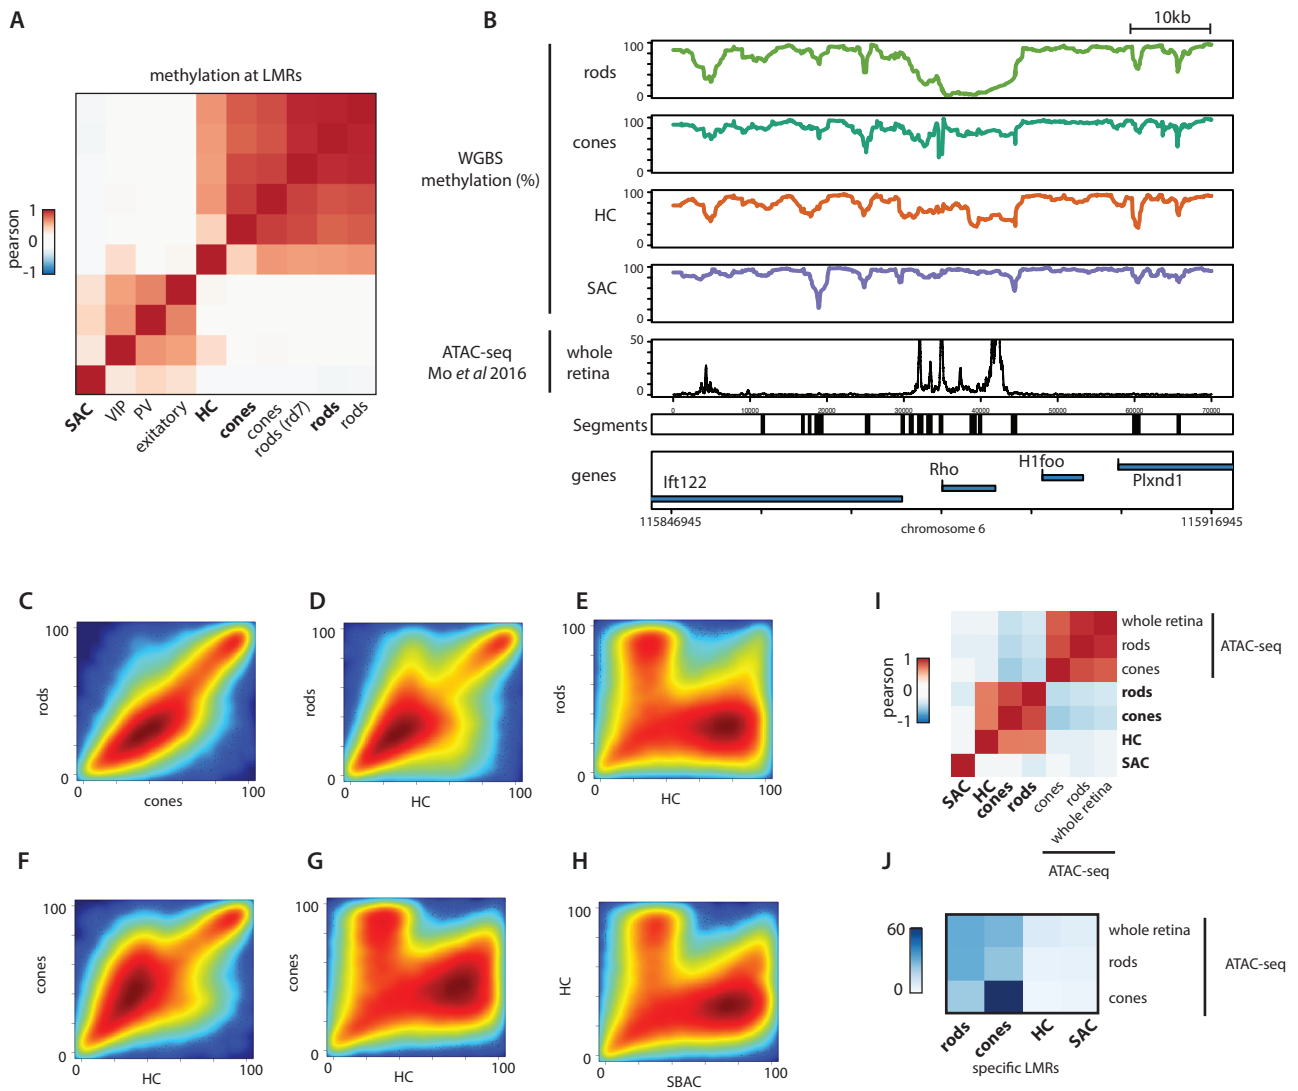 A
methylation at LMRs
pearson
1
0
-1
SAC
VIP
PV
exitatory
HC
cones
cones
rods (rd7)
rods
rods
B
10kb
WGBS
methylation (%)
rods
100
0
cones
100
0
HC
100
0
SAC
100
0
ATAC-seq
Mo et al 2016
whole
retina
50
0
0 10000 20000 30000 40000 50000 60000 70000
Segments
genes
Ift122
Rho
H1foo
Plxnd1
115846945
chromosome 6
115916945
C
rods
100
0
0 100
cones
D
rods
100
0
0 100
HC
E
rods
100
0
0 100
HC
I
pearson
1
0
-1
whole retina
rods
cones
ATAC-seq
rods
cones
HC
SAC
SAC
HC
cones
rods
cones
rods
whole retina
ATAC-seq
F
cones
100
0
0 100
HC
G
cones
100
0
0 100
HC
H
HC
100
0
0 100
SBAC
J
60
0
whole retina
rods
cones
ATAC-seq
rods
cones
HC
SAC
specific LMRs